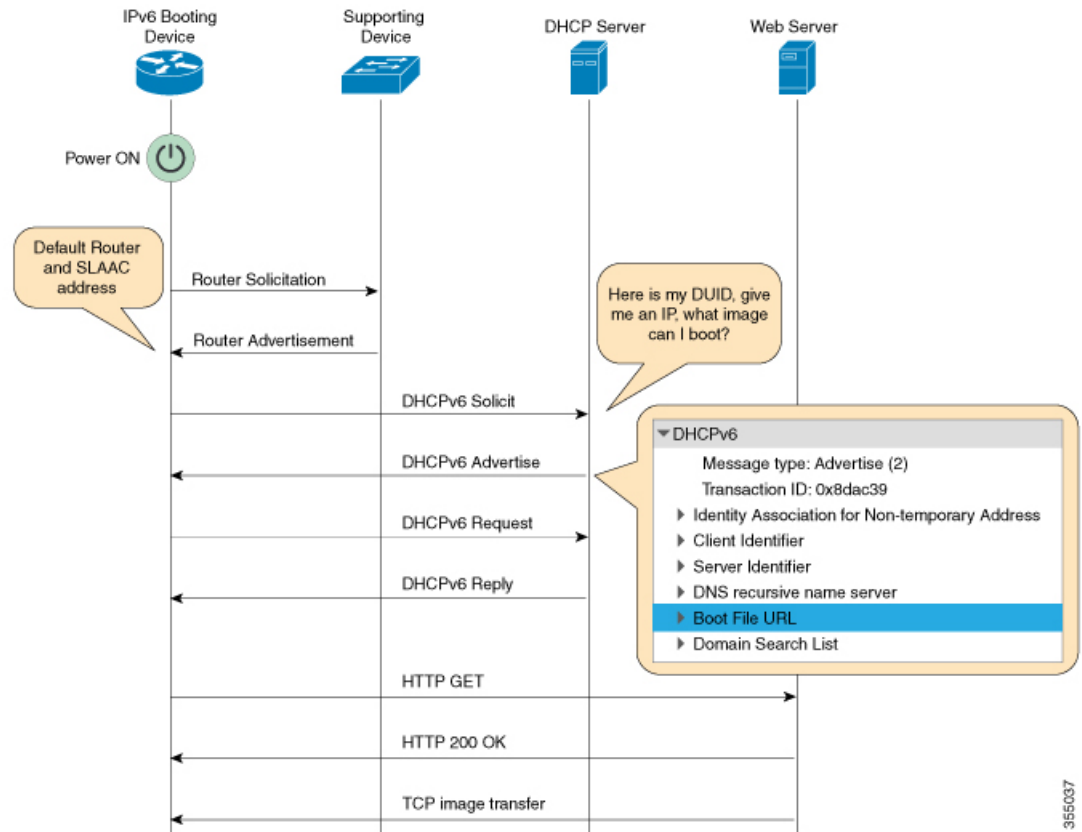 IPv6 Booting
Device
Supporting
Device
DHCP Server
Web Server
Power ON
Default Router
and SLAAC
address
Router Solicitation
Here is my DUID, give
me an IP, what image
can I boot?
Router Advertisement
DHCPv6 Solicit
DHCPv6 Advertise
DHCPv6
Message type: Advertise (2)
Transaction ID: 0x8dac39
Identity Association for Non-temporary Address
Client Identifier
Server Identifier
DNS recursive name server
Boot File URL
Domain Search List
DHCPv6 Request
DHCPv6 Reply
HTTP GET
HTTP 200 OK
TCP image transfer
355037